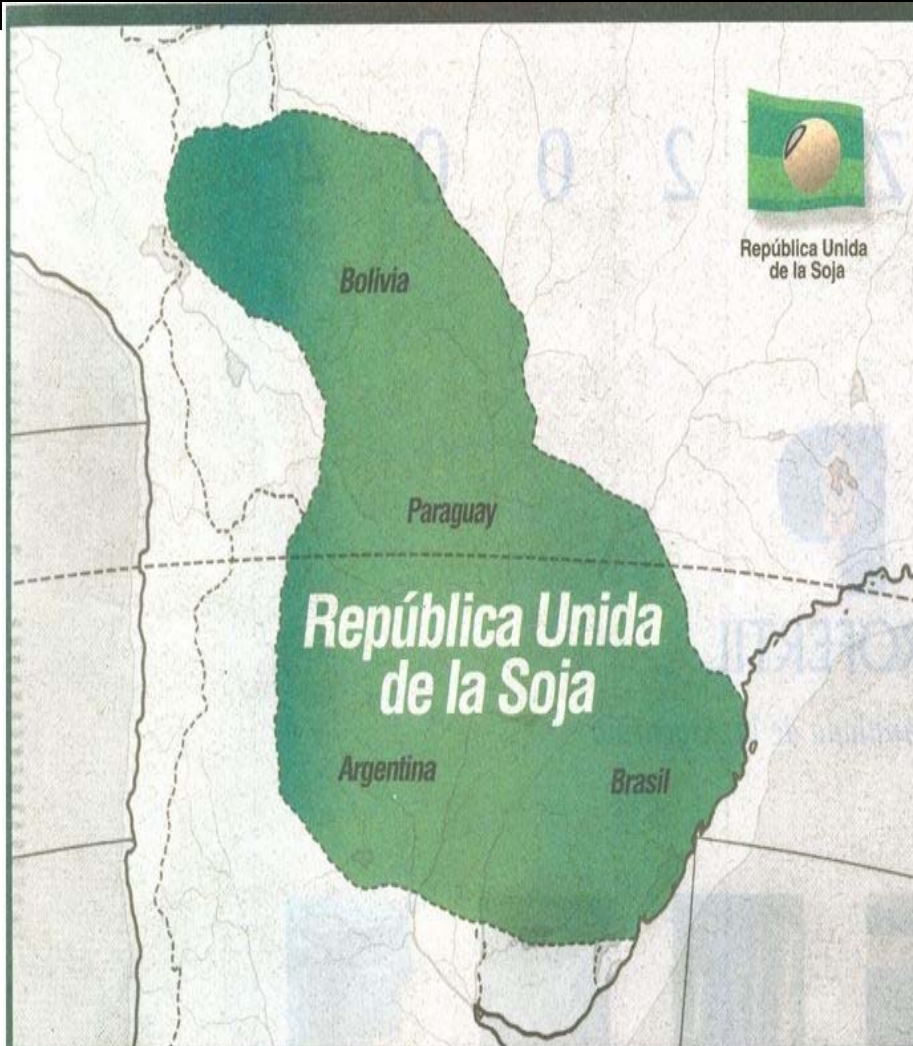 República Unida
de la Soja
Bolivia
Paraguay
República Unida
de la Soja
Argentina
Brasil